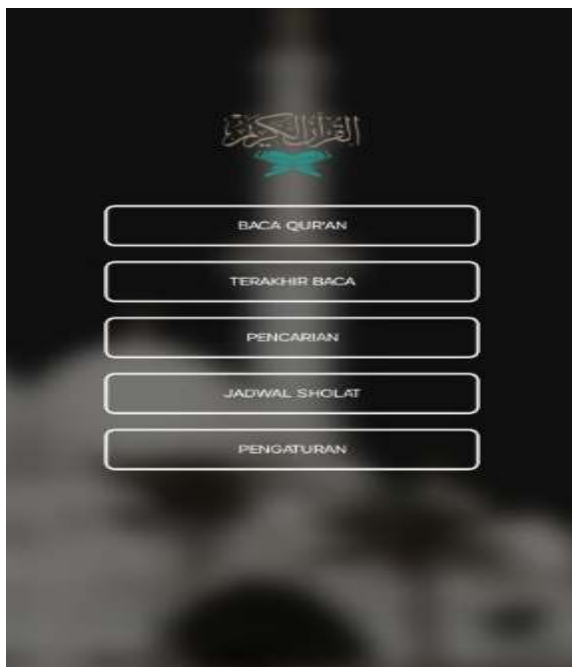 القرآن الكريم
BACA QUR'AN
TERAKHIR BACA
PENCARIAN
JADWAL SHOLAT
PENGATURAN